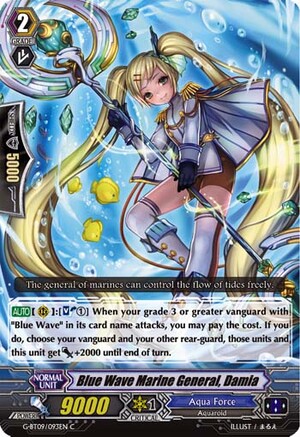 2
GRADE
SHIELD
5000
The general of marines can control the flow of tides freely.
AUTO [ 1]:[V ①] When your grade 3 or greater vanguard with
"Blue Wave" in its card name attacks, you may pay the cost. If you
do, choose your vanguard and your other rear-guard, those units and
this unit get +2000 until end of turn.
NORMAL
UNIT
Blue Wave Marine General, Damia
POWER
9000
1
CRITICAL
Aqua Force
Aquaroid
G-BT09/093EN C
ILLUST /